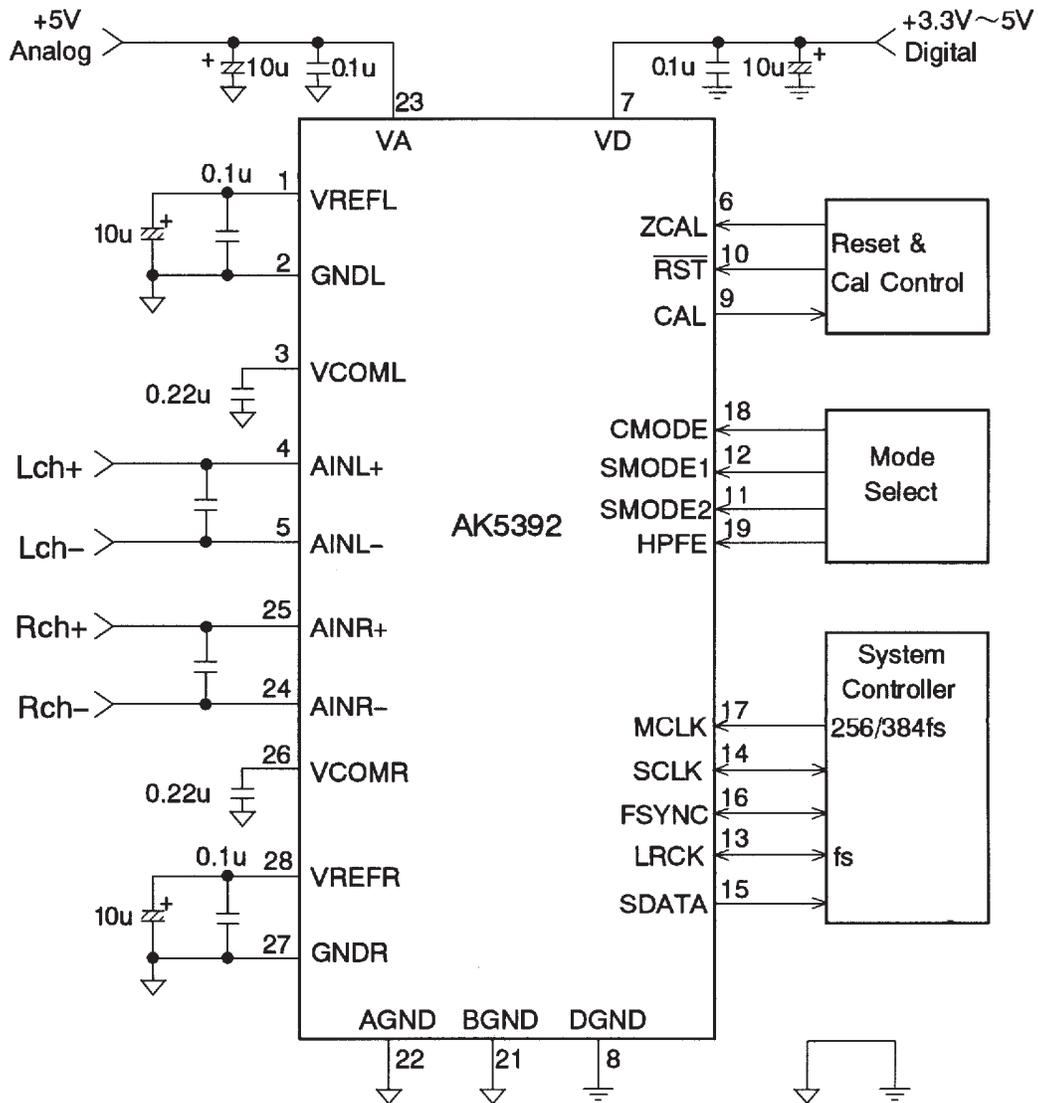 +5V
Analog
+
10u
0.1u
23
VA
+3.3V～5V
Digital
0.1u
10u
+
7
VD
0.1u
10u
+
1
VREFL
2
GNDL
3
VCOML
0.22u
Lch+
4
AINL+
Lch−
5
AINL−
Rch+
25
AINR+
Rch−
24
AINR−
26
VCOMR
0.22u
0.1u
10u
+
28
VREFR
27
GNDR
AK5392
6
ZCAL
10
RST
9
CAL
Reset &
Cal Control
18
CMODE
12
SMODE1
11
SMODE2
19
HPFE
Mode
Select
System
Controller
17
MCLK
256/384fs
14
SCLK
16
FSYNC
13
LRCK
fs
15
SDATA
AGND
BGND
DGND
22
21
8